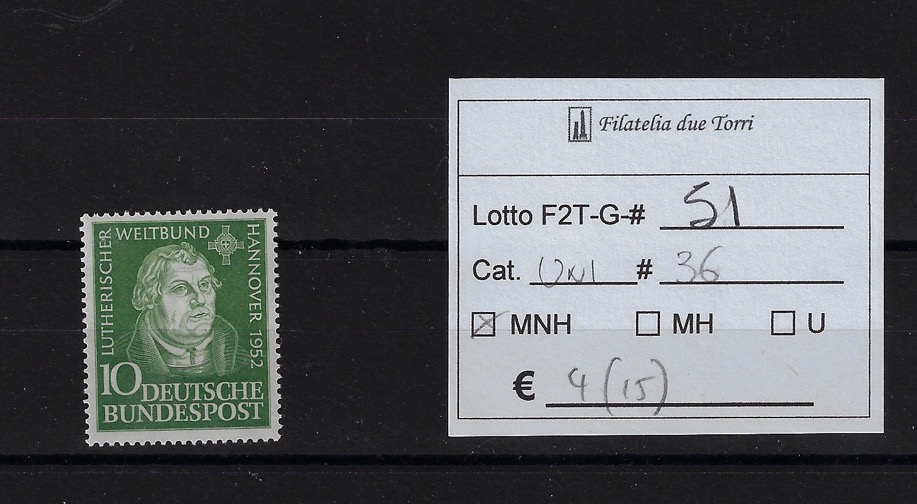 LUTHERISCHER WELTBUND HANNOVER 1952
10 DEUTSCHE
BUNDESPOST
Filatelia due Torri
Lotto F2T-G-# 51
Cat. UNI # 36
☒ MNH ☐ MH ☐ U
€ 4 (15)